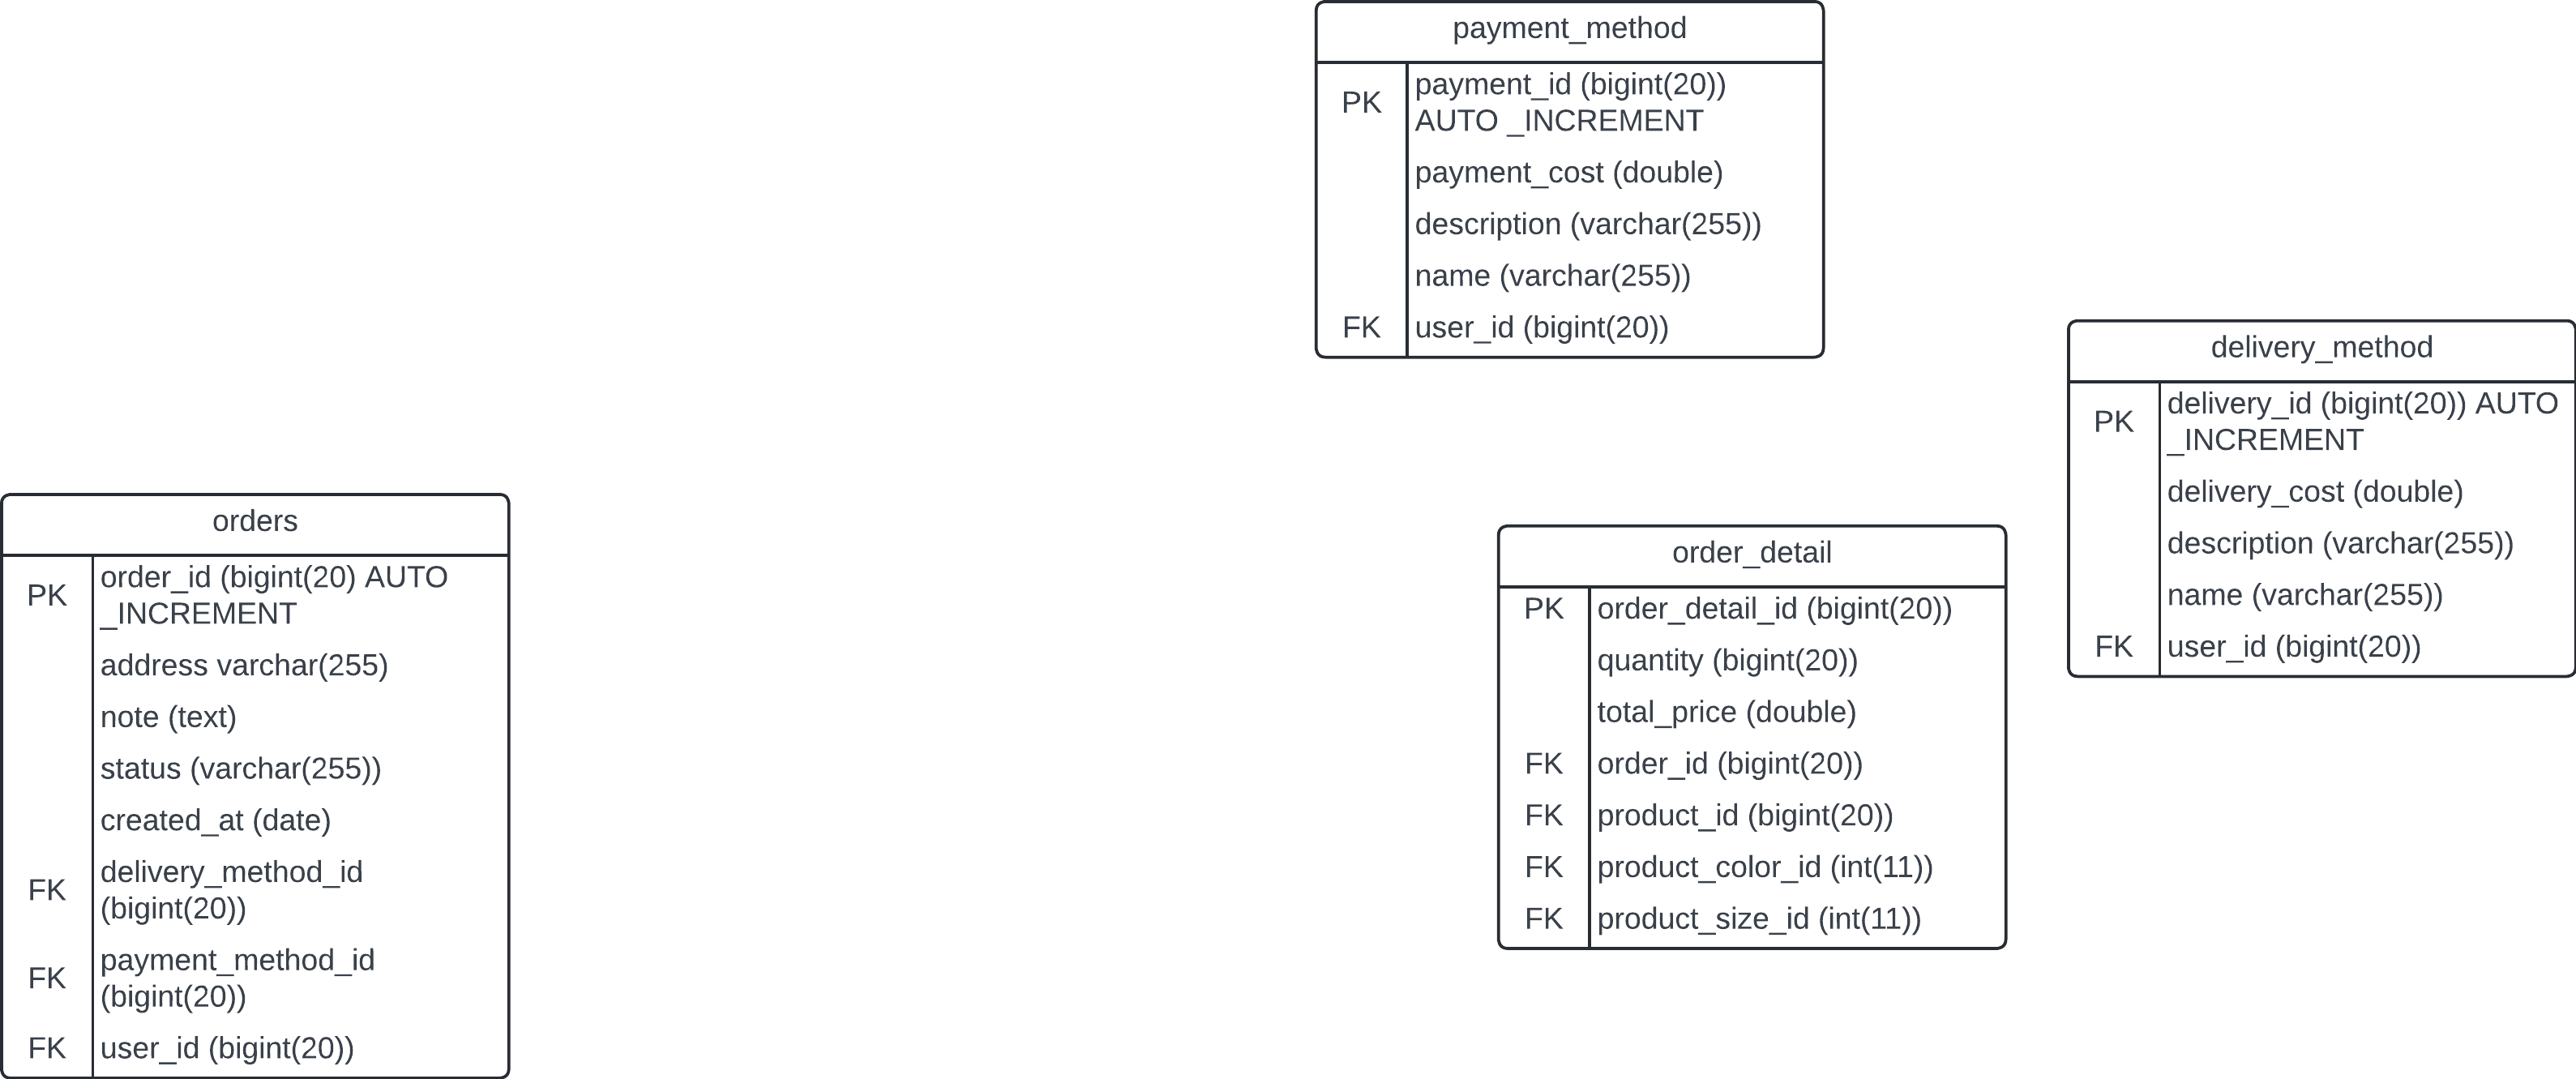 payment_method
PK
payment_id (bigint(20))
AUTO _INCREMENT
payment_cost (double)
description (varchar(255))
name (varchar(255))
FK
user_id (bigint(20))
delivery_method
PK
delivery_id (bigint(20)) AUTO
_INCREMENT
delivery_cost (double)
description (varchar(255))
name (varchar(255))
FK
user_id (bigint(20))
orders
PK
order_id (bigint(20) AUTO
_INCREMENT
address varchar(255)
note (text)
status (varchar(255))
created_at (date)
FK
delivery_method_id
(bigint(20))
FK
payment_method_id
(bigint(20))
FK
user_id (bigint(20))
order_detail
PK
order_detail_id (bigint(20))
quantity (bigint(20))
total_price (double)
FK
order_id (bigint(20))
FK
product_id (bigint(20))
FK
product_color_id (int(11))
FK
product_size_id (int(11))